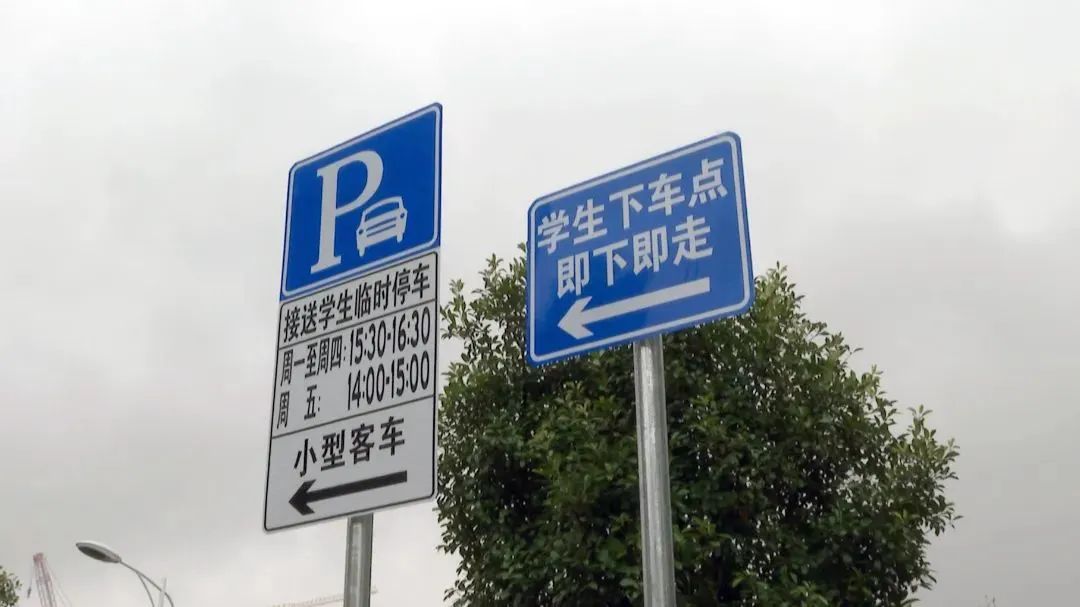 P
接送学生临时停车
周一至周四:15:30-16:30
周 五: 14:00-15:00
小型客车
学生下车点
即下即走